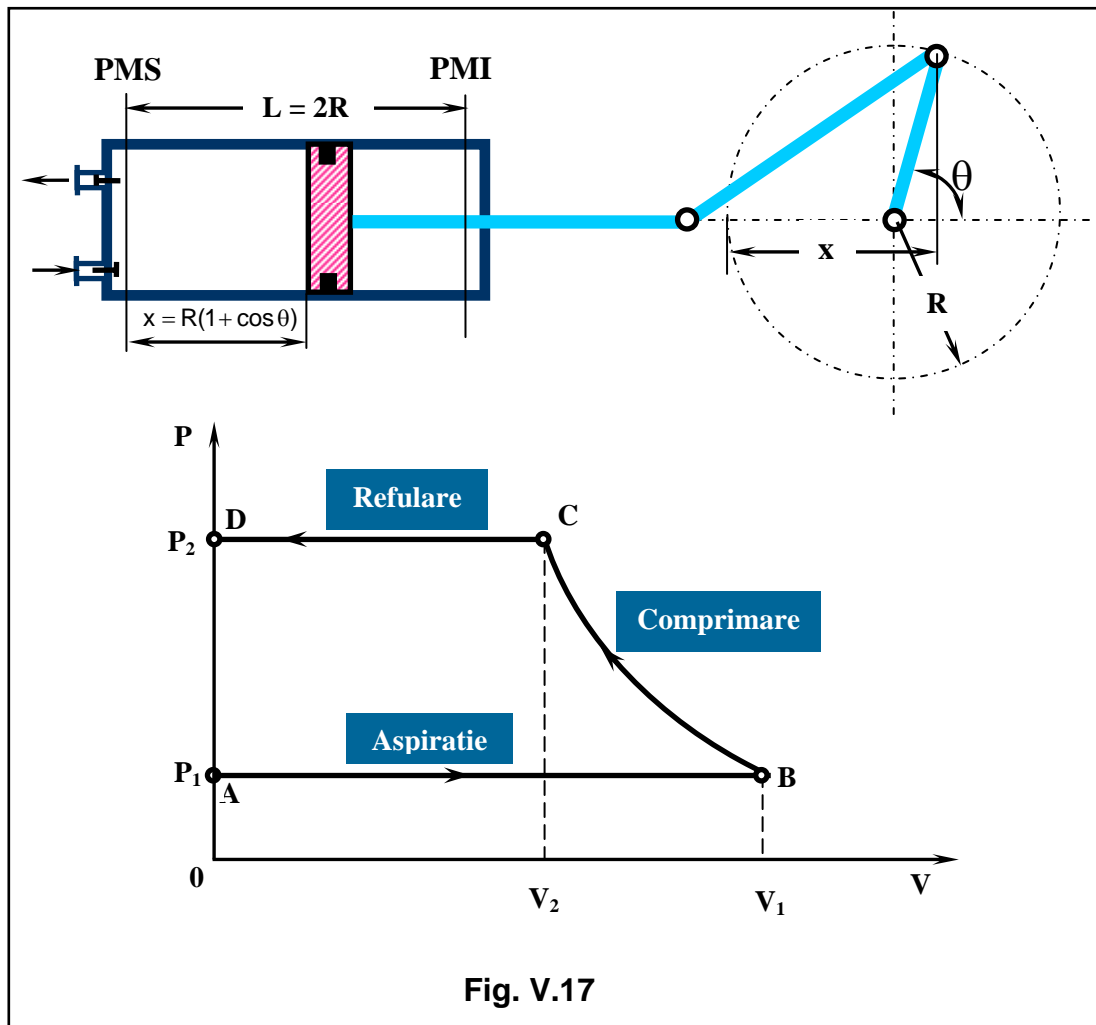 PMS
PMI
L = 2R
x = R(1+ cos θ)
θ
x
R
P
Refulare
D
C
P₂
Comprimare
Aspiratie
P₁
A
B
0
V₂
V₁
V
Fig. V.17